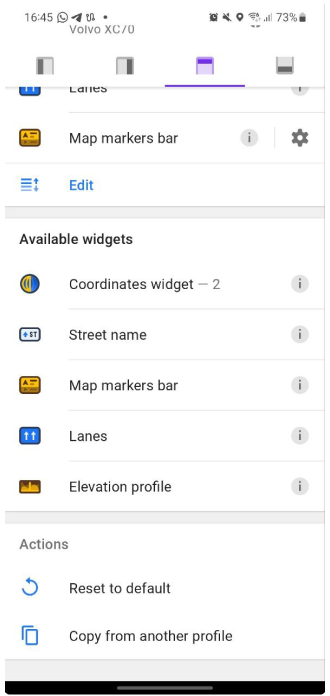 16:45 73%
Volvo XC70
Lanes
Map markers bar
Edit
Available widgets
Coordinates widget — 2
Street name
Map markers bar
Lanes
Elevation profile
Actions
Reset to default
Copy from another profile